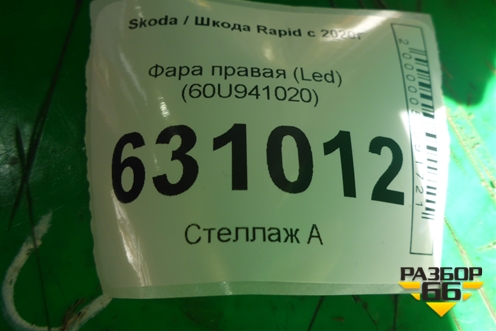 Skoda / Шкода Rapid с 2020г
Фара правая (Led)
(60U941020)
631012
Стеллаж А
РАЗБОР
66